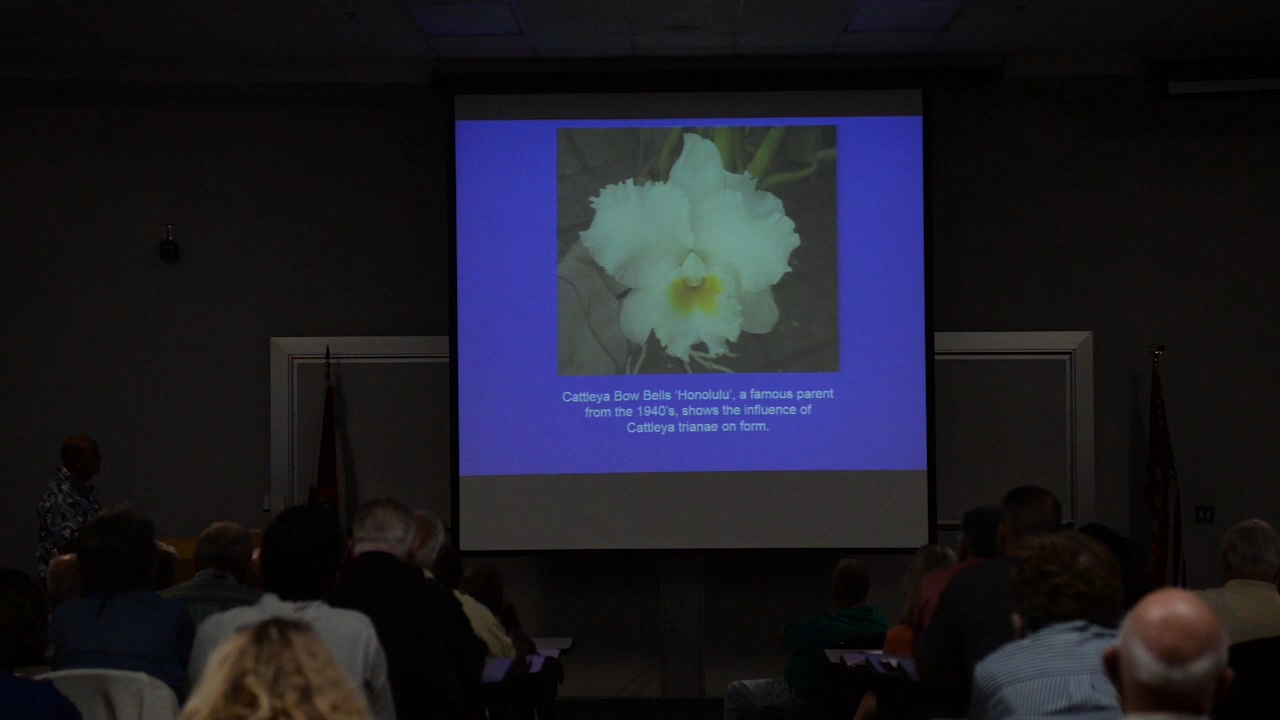 Cattleya Bow Bells 'Honolulu', a famous parent
from the 1940's, shows the influence of
Cattleya trianae on form.